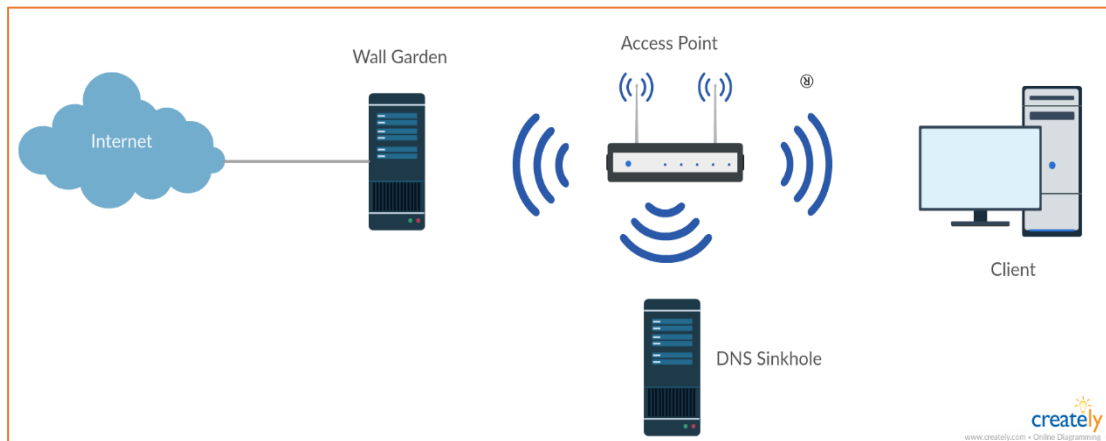 Wall Garden
Access Point
®
Internet
Client
DNS Sinkhole
creately
www.creately.com • Online Diagramming